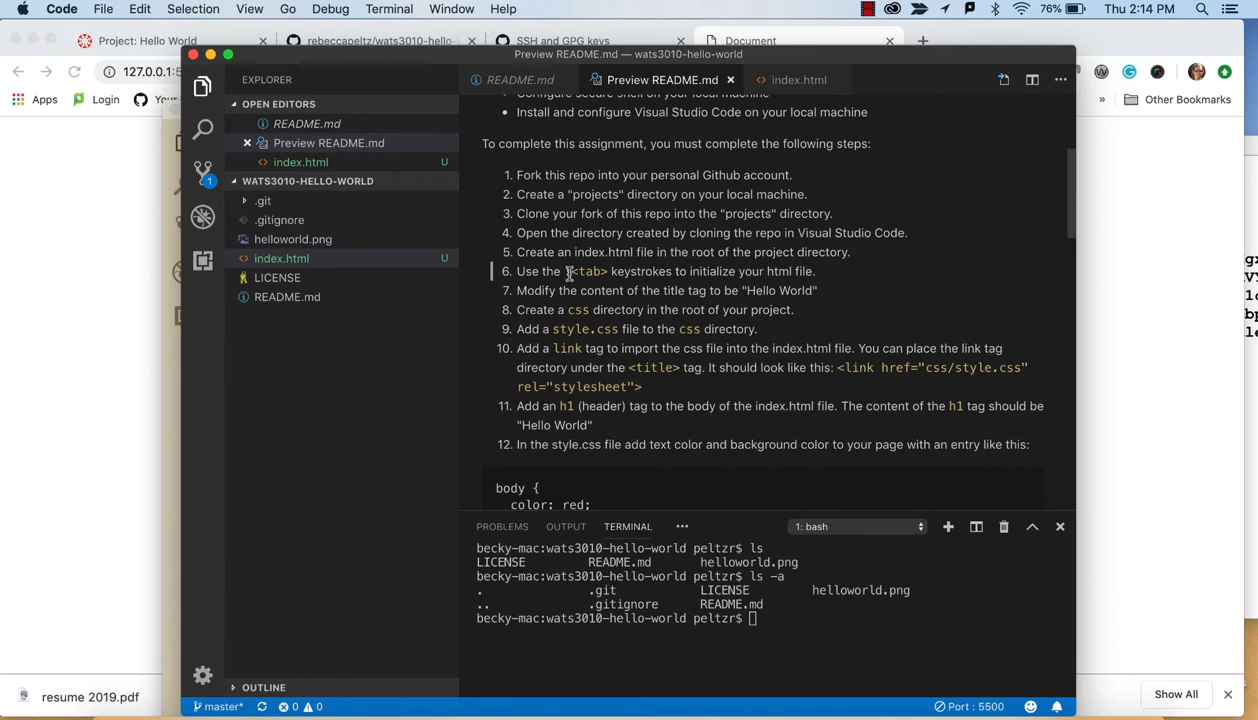 Code File Edit Selection View Go Debug Terminal Window Help 76% Thu 2:14 PM
Project: Hello World rebeccapeltz/wats3010-hello- SSH and GPG keys Document
Preview README.md — wats3010-hello-world
127.0.0.1:5
Apps Login Your Other Bookmarks
EXPLORER
OPEN EDITORS
README.md
Preview README.md
index.html U
WATS3010-HELLO-WORLD
.git
.gitignore
helloworld.png
index.html U
LICENSE
README.md
OUTLINE
README.md Preview README.md index.html
Configure secure shell on your local machine
Install and configure Visual Studio Code on your local machine
To complete this assignment, you must complete the following steps:
1. Fork this repo into your personal Github account.
2. Create a "projects" directory on your local machine.
3. Clone your fork of this repo into the "projects" directory.
4. Open the directory created by cloning the repo in Visual Studio Code.
5. Create an index.html file in the root of the project directory.
6. Use the !<tab> keystrokes to initialize your html file.
7. Modify the content of the title tag to be "Hello World"
8. Create a css directory in the root of your project.
9. Add a style.css file to the css directory.
10. Add a link tag to import the css file into the index.html file. You can place the link tag
directory under the <title> tag. It should look like this: <link href="css/style.css"
rel="stylesheet">
11. Add an h1 (header) tag to the body of the index.html file. The content of the h1 tag should be
"Hello World"
12. In the style.css file add text color and background color to your page with an entry like this:
body {
color: red;
PROBLEMS OUTPUT TERMINAL 1: bash
becky-mac:wats3010-hello-world peltzr$ ls
LICENSE README.md helloworld.png
becky-mac:wats3010-hello-world peltzr$ ls -a
. .git LICENSE helloworld.png
.. .gitignore README.md
becky-mac:wats3010-hello-world peltzr$
master* 0 0 Port : 5500
resume 2019.pdf Show All